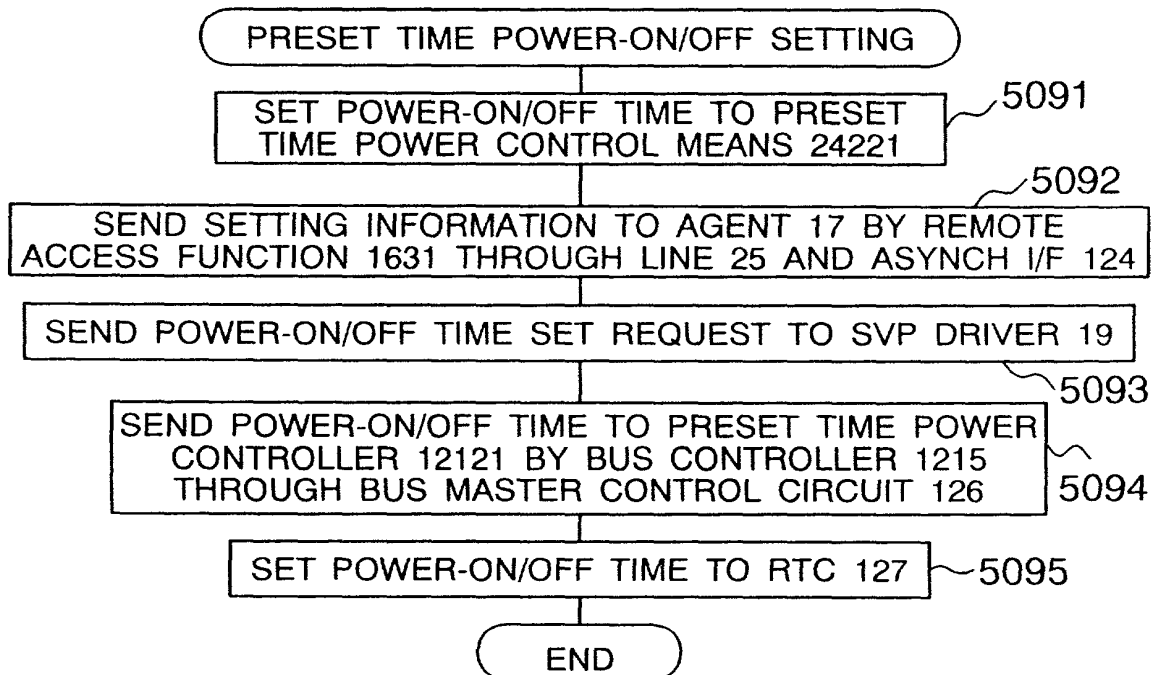 PRESET TIME POWER-ON/OFF SETTING
SET POWER-ON/OFF TIME TO PRESET
TIME POWER CONTROL MEANS 24221
5091
5092
SEND SETTING INFORMATION TO AGENT 17 BY REMOTE
ACCESS FUNCTION 1631 THROUGH LINE 25 AND ASYNCH I/F 124
SEND POWER-ON/OFF TIME SET REQUEST TO SVP DRIVER 19
5093
SEND POWER-ON/OFF TIME TO PRESET TIME POWER
CONTROLLER 12121 BY BUS CONTROLLER 1215
THROUGH BUS MASTER CONTROL CIRCUIT 126
5094
SET POWER-ON/OFF TIME TO RTC 127
5095
END